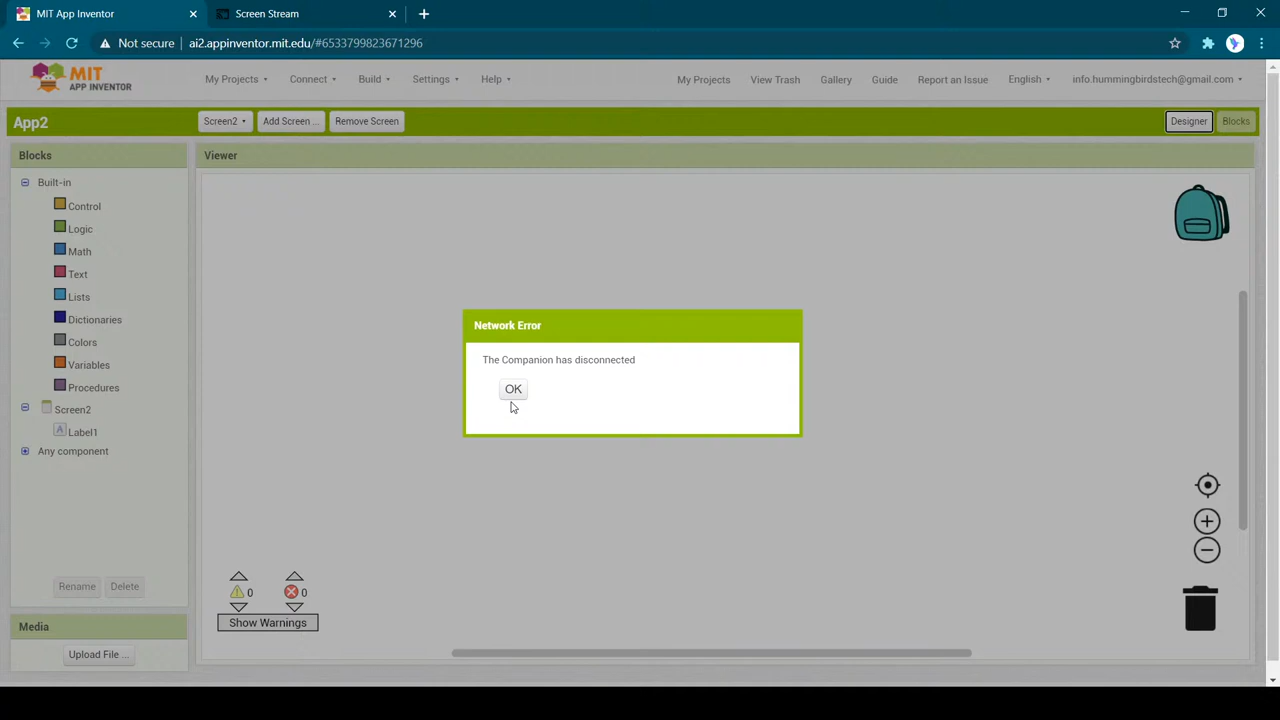 MIT App Inventor
Screen Stream
Not secure
ai2.appinventor.mit.edu/#6533799823671296
MIT
APP INVENTOR
My Projects
Connect
Build
Settings
Help
My Projects
View Trash
Gallery
Guide
Report an Issue
English
info.hummingbirdstech@gmail.com
App2
Screen2
Add Screen ...
Remove Screen
Designer
Blocks
Blocks
Viewer
Built-in
Control
Logic
Math
Text
Lists
Dictionaries
Colors
Variables
Procedures
Screen2
A Label1
Any component
Rename
Delete
Media
Upload File ...
Network Error
The Companion has disconnected
OK
0
0
Show Warnings